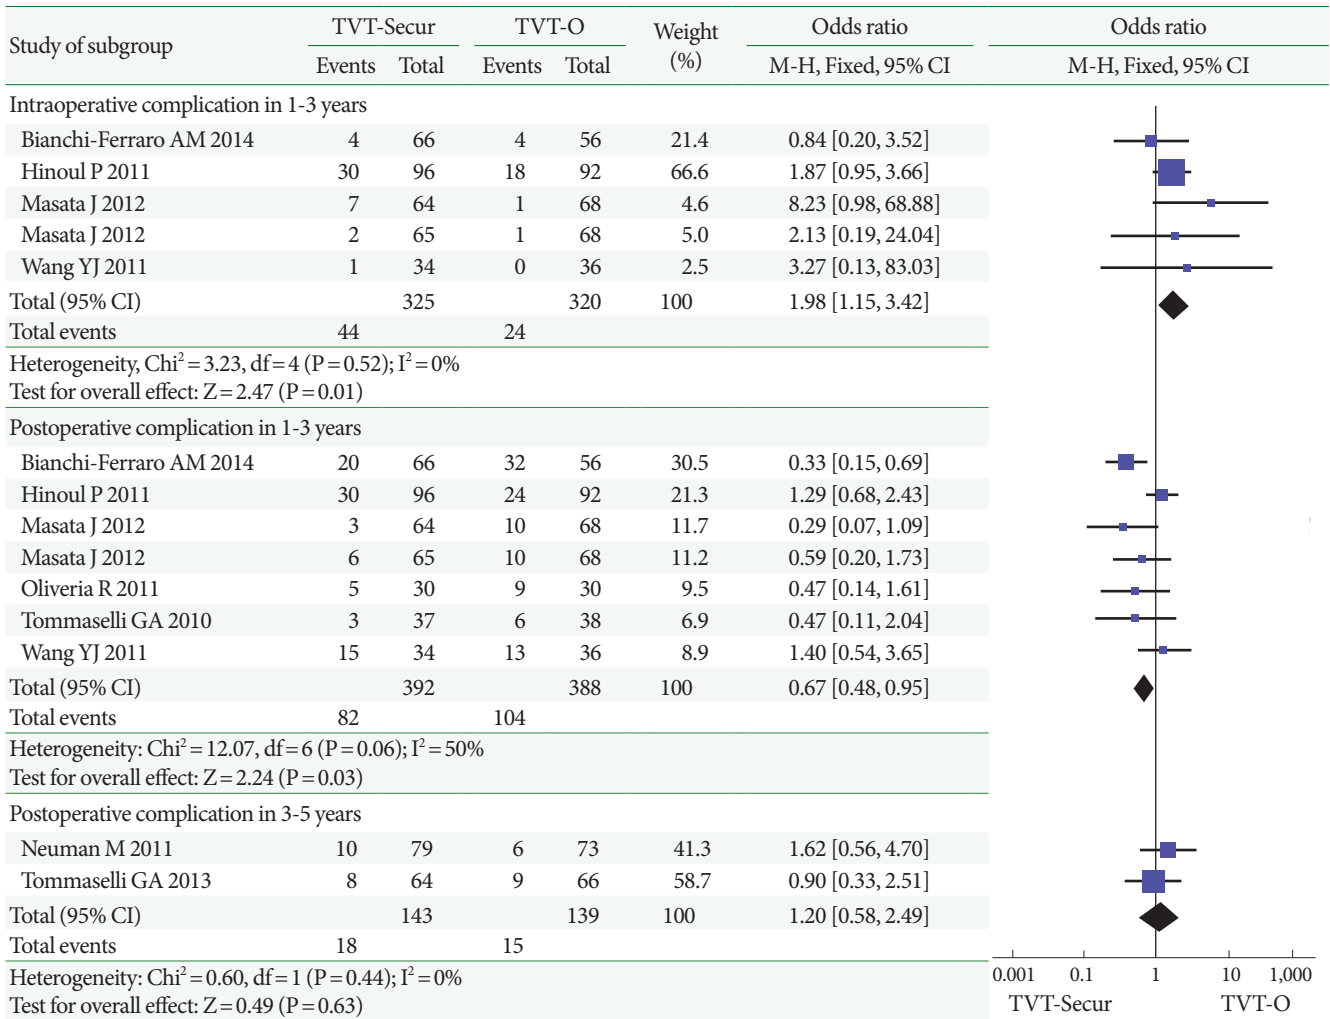 Study of subgroup TVT-Secur TVT-O Weight (%) Odds ratio Odds ratio
Events Total Events Total M-H, Fixed, 95% CI M-H, Fixed, 95% CI
Intraoperative complication in 1-3 years
Bianchi-Ferraro AM 2014 4 66 4 56 21.4 0.84 [0.20, 3.52]
Hinoul P 2011 30 96 18 92 66.6 1.87 [0.95, 3.66]
Masata J 2012 7 64 1 68 4.6 8.23 [0.98, 68.88]
Masata J 2012 2 65 1 68 5.0 2.13 [0.19, 24.04]
Wang YJ 2011 1 34 0 36 2.5 3.27 [0.13, 83.03]
Total (95% CI) 325 320 100 1.98 [1.15, 3.42]
Total events 44 24
Heterogeneity, Chi² = 3.23, df = 4 (P = 0.52); I² = 0%
Test for overall effect: Z = 2.47 (P = 0.01)
Postoperative complication in 1-3 years
Bianchi-Ferraro AM 2014 20 66 32 56 30.5 0.33 [0.15, 0.69]
Hinoul P 2011 30 96 24 92 21.3 1.29 [0.68, 2.43]
Masata J 2012 3 64 10 68 11.7 0.29 [0.07, 1.09]
Masata J 2012 6 65 10 68 11.2 0.59 [0.20, 1.73]
Oliveria R 2011 5 30 9 30 9.5 0.47 [0.14, 1.61]
Tommaselli GA 2010 3 37 6 38 6.9 0.47 [0.11, 2.04]
Wang YJ 2011 15 34 13 36 8.9 1.40 [0.54, 3.65]
Total (95% CI) 392 388 100 0.67 [0.48, 0.95]
Total events 82 104
Heterogeneity: Chi² = 12.07, df = 6 (P = 0.06); I² = 50%
Test for overall effect: Z = 2.24 (P = 0.03)
Postoperative complication in 3-5 years
Neuman M 2011 10 79 6 73 41.3 1.62 [0.56, 4.70]
Tommaselli GA 2013 8 64 9 66 58.7 0.90 [0.33, 2.51]
Total (95% CI) 143 139 100 1.20 [0.58, 2.49]
Total events 18 15
Heterogeneity: Chi² = 0.60, df = 1 (P = 0.44); I² = 0%
Test for overall effect: Z = 0.49 (P = 0.63)
0.001 0.1 1 10 1,000
TVT-Secur TVT-O